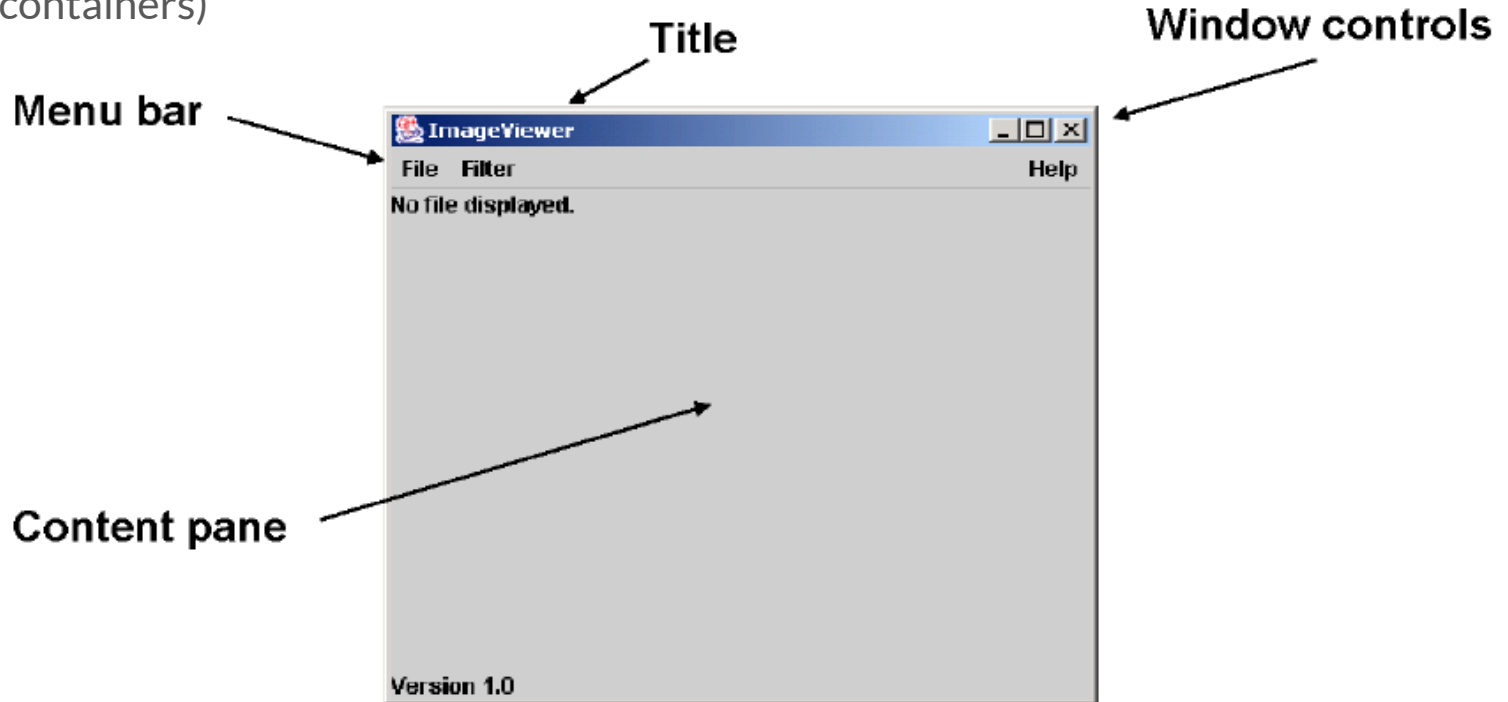 containers)
Title
Window controls
Menu bar
ImageViewer
File Filter Help
No file displayed.
Content pane
Version 1.0